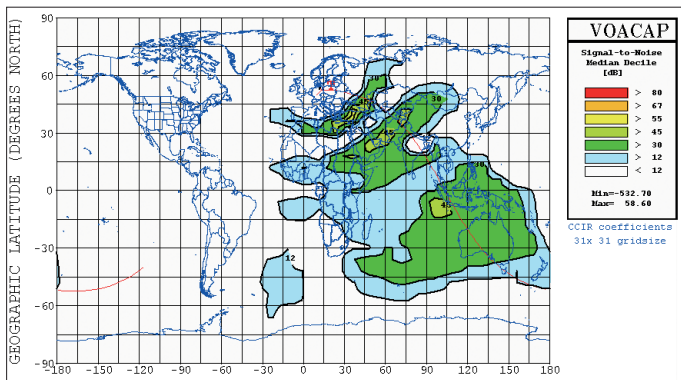 GEOGRAPHIC LATITUDE (DEGREES NORTH)
90
60
30
0
-30
-60
-90
-180 -150 -120 -90 -60 -30 0 30 60 90 120 150 180
30
45
30
45
12
30
45
12
VOACAP
Signal-to-Noise
Median Decile
[dB]
> 80
> 67
> 55
> 45
> 30
> 12
< 12
Min=-532.70
Max= 58.60
CCIR coefficients
31x 31 gridsize